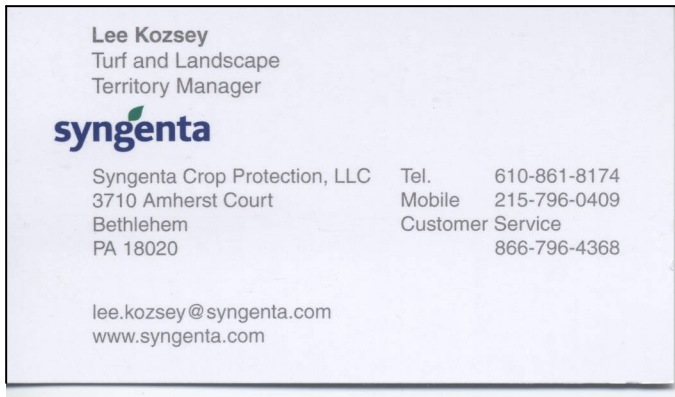 Lee Kozsey
Turf and Landscape
Territory Manager
syngenta
Syngenta Crop Protection, LLC
3710 Amherst Court
Bethlehem
PA 18020
Tel. 610-861-8174
Mobile 215-796-0409
Customer Service
866-796-4368
lee.kozsey@syngenta.com
www.syngenta.com